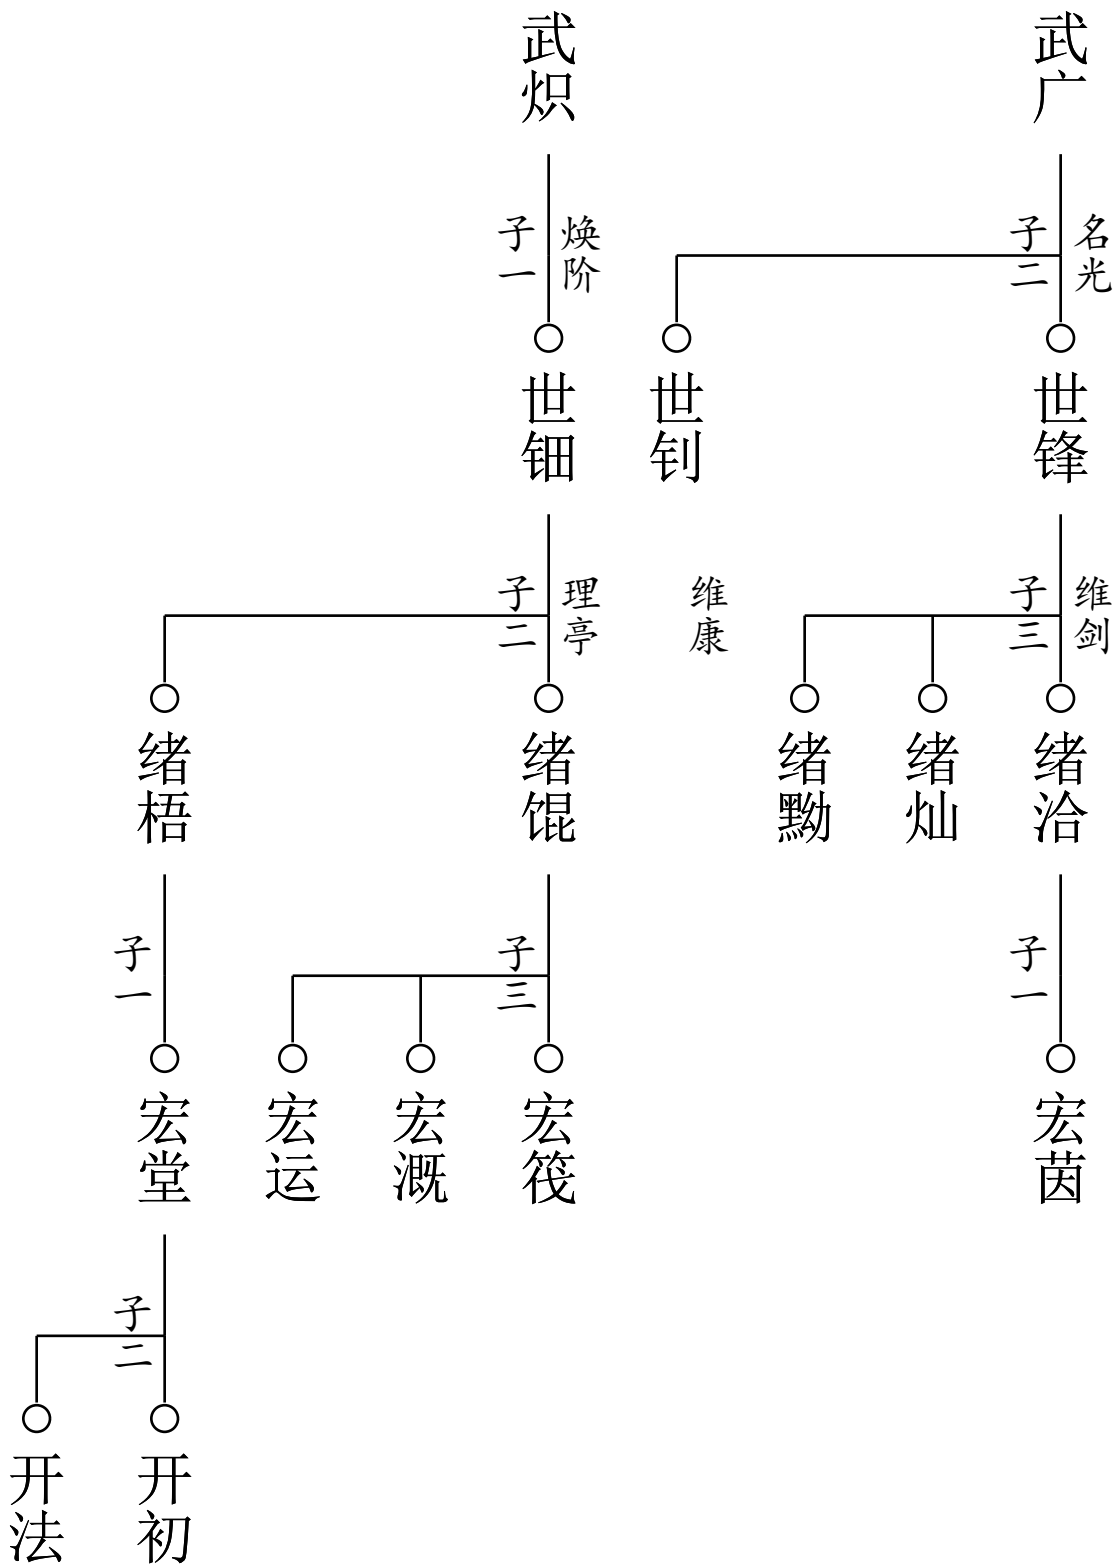 武炽
武广
子一
焕阶
子二
名光
世钿
世钊
世锋
子二
理亭
维康
子三
维剑
绪梧
绪馄
绪黝
绪灿
绪洽
子一
子三
子一
宏堂
宏运
宏溉
宏筏
宏茵
子二
开法
开初